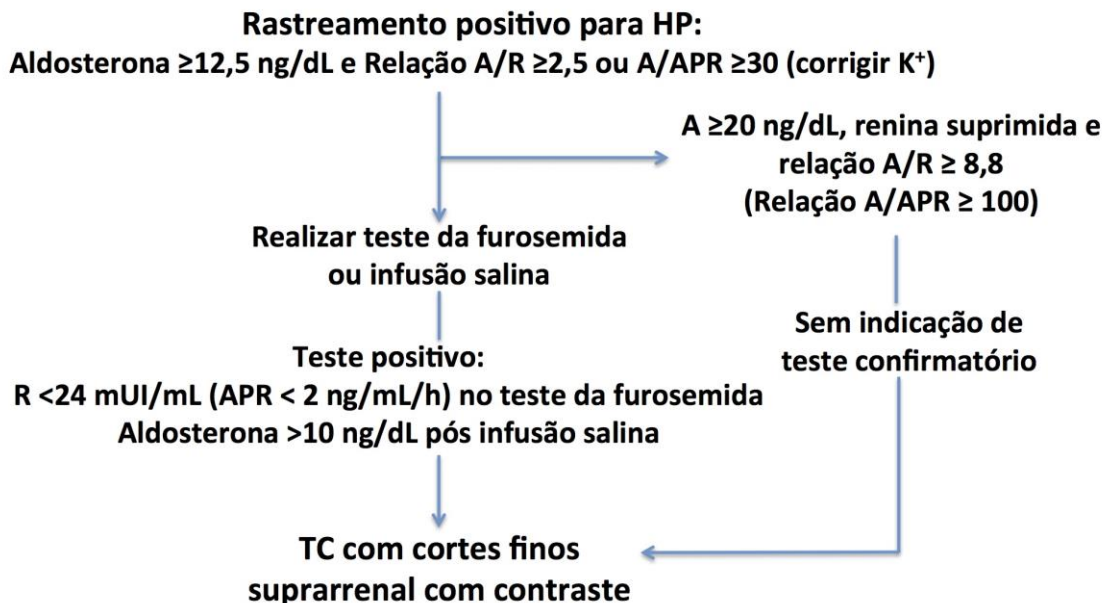 Rastreamento positivo para HP:
Aldosterona ≥12,5 ng/dL e Relação A/R ≥2,5 ou A/APR ≥30 (corrigir K⁺)
A ≥20 ng/dL, renina suprimida e
relação A/R ≥ 8,8
(Relação A/APR ≥ 100)
Realizar teste da furosemida
ou infusão salina
Sem indicação de
teste confirmatório
Teste positivo:
R <24 mUI/mL (APR < 2 ng/mL/h) no teste da furosemida
Aldosterona >10 ng/dL pós infusão salina
TC com cortes finos
suprarrenal com contraste